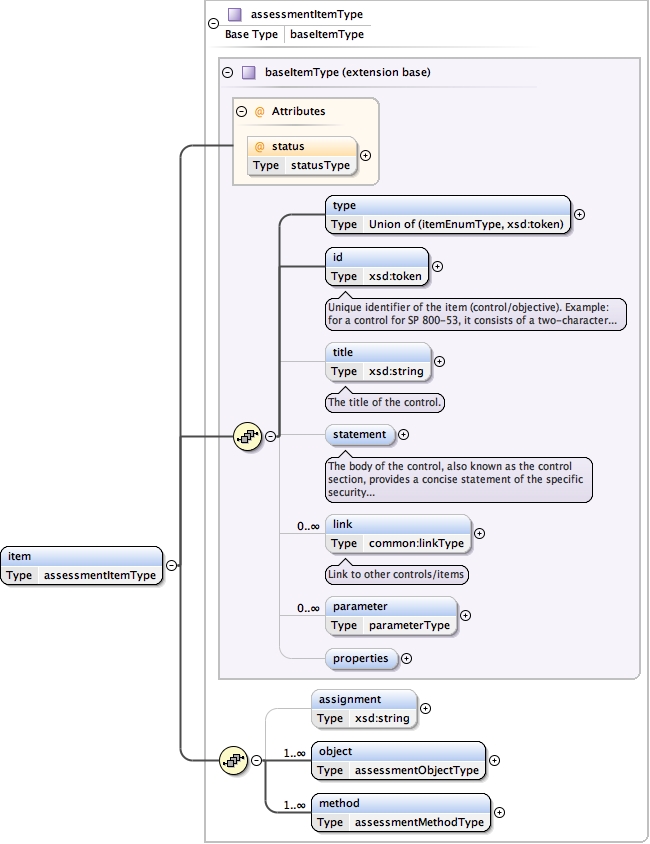 assessmentItemType
Base Type baseItemType
baseItemType (extension base)
@ Attributes
@ status
Type statusType
type
Type Union of (itemEnumType, xsd:token)
id
Type xsd:token
Unique identifier of the item (control/objective). Example:
for a control for SP 800-53, it consists of a two-character...
title
Type xsd:string
The title of the control.
statement
The body of the control, also known as the control
section, provides a concise statement of the specific
security...
0..∞ link
Type common:linkType
Link to other controls/items
0..∞ parameter
Type parameterType
properties
item
Type assessmentItemType
assignment
Type xsd:string
1..∞ object
Type assessmentObjectType
1..∞ method
Type assessmentMethodType